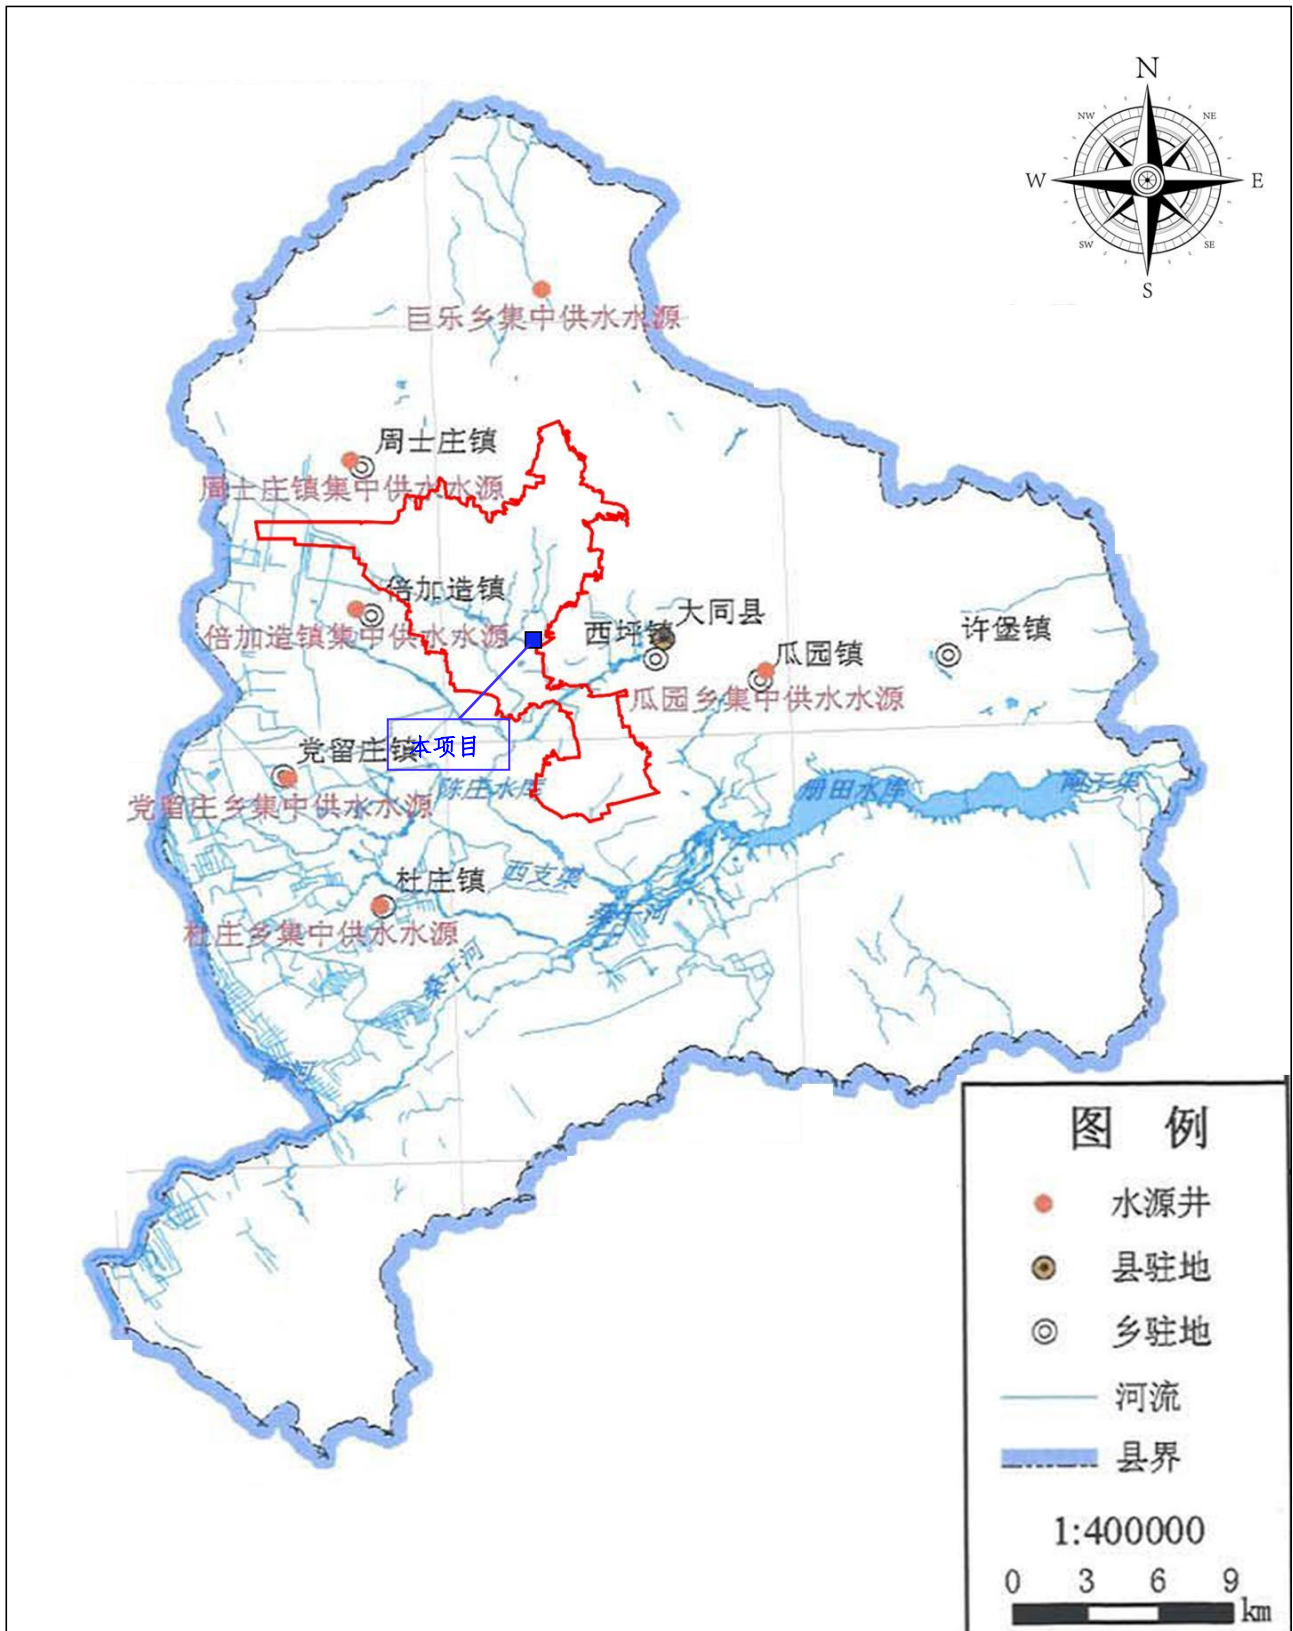 N
NW
NE
W
E
SW
SE
S
巨乐乡集中供水水源
周士庄镇
周士庄镇集中供水水源
倍加造镇
倍加造镇集中供水水源
大同县
西坪镇
许堡镇
瓜园镇
瓜园乡集中供水水源
本项目
党留庄镇
党留庄乡集中供水水源
陈庄水库
册田水库
南干渠
杜庄镇
西支渠
杜庄乡集中供水水源
桑干河
桑干河
图 例
水源井
县驻地
乡驻地
河流
县界
1:400000
0 3 6 9
km